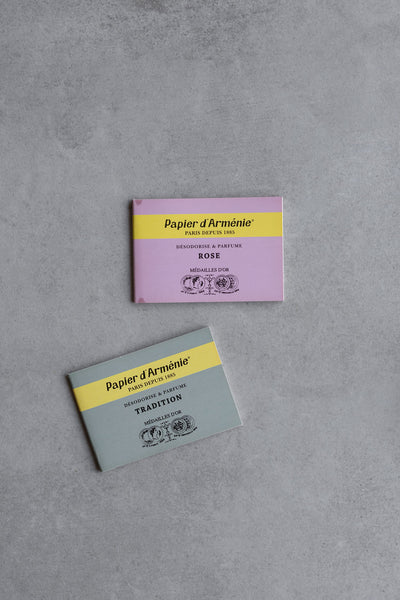 Papier d'Arménie®
PARIS DEPUIS 1885
DÉSODORISE & PARFUME
ROSE
MÉDAILLES D'OR
Papier d'Arménie®
PARIS DEPUIS 1885
DÉSODORISE & PARFUME
TRADITION
MÉDAILLES D'OR